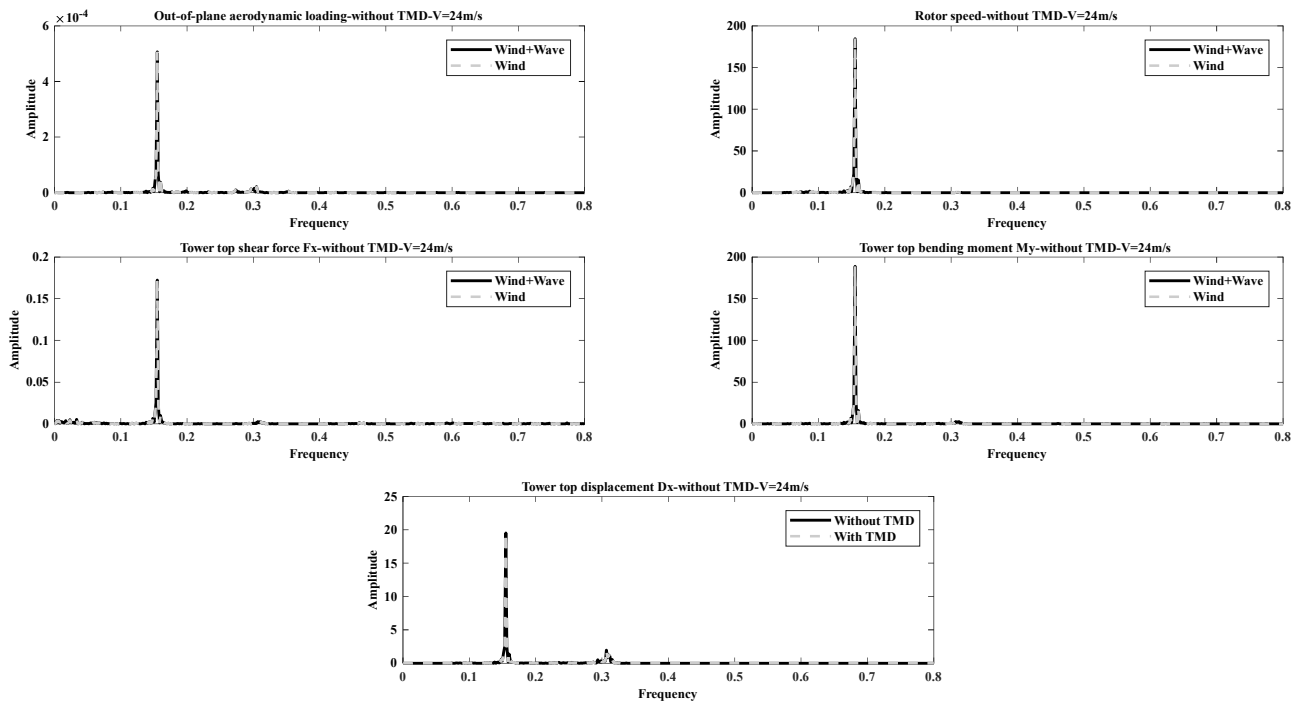 Out-of-plane aerodynamic loading-without TMD-V=24m/s
×10⁻⁴
6
4
2
0
Amplitude
Wind+Wave
Wind
0 0.1 0.2 0.3 0.4 0.5 0.6 0.7 0.8
Frequency
Rotor speed-without TMD-V=24m/s
200
150
100
50
0
Amplitude
Wind+Wave
Wind
0 0.1 0.2 0.3 0.4 0.5 0.6 0.7 0.8
Frequency
Tower top shear force Fx-without TMD-V=24m/s
0.2
0.15
0.1
0.05
0
Amplitude
Wind+Wave
Wind
0 0.1 0.2 0.3 0.4 0.5 0.6 0.7 0.8
Frequency
Tower top bending moment My-without TMD-V=24m/s
200
150
100
50
0
Amplitude
Wind+Wave
Wind
0 0.1 0.2 0.3 0.4 0.5 0.6 0.7 0.8
Frequency
Tower top displacement Dx-without TMD-V=24m/s
25
20
15
10
5
0
Amplitude
Without TMD
With TMD
0 0.1 0.2 0.3 0.4 0.5 0.6 0.7 0.8
Frequency